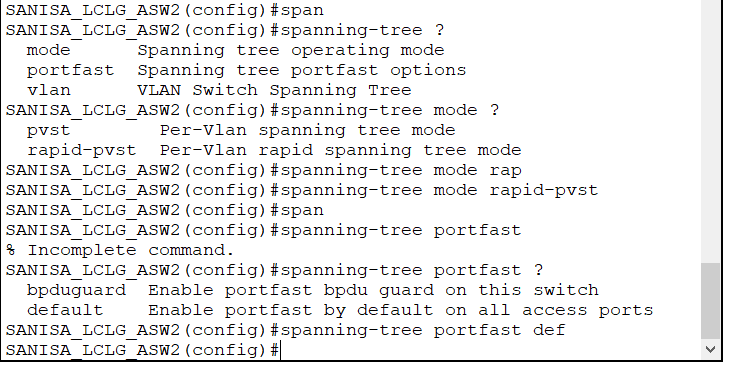 SANISA_LCLG_ASW2(config)#span
SANISA_LCLG_ASW2(config)#spanning-tree ?
  mode      Spanning tree operating mode
  portfast  Spanning tree portfast options
  vlan      VLAN Switch Spanning Tree
SANISA_LCLG_ASW2(config)#spanning-tree mode ?
  pvst        Per-Vlan spanning tree mode
  rapid-pvst  Per-Vlan rapid spanning tree mode
SANISA_LCLG_ASW2(config)#spanning-tree mode rap
SANISA_LCLG_ASW2(config)#spanning-tree mode rapid-pvst
SANISA_LCLG_ASW2(config)#span
SANISA_LCLG_ASW2(config)#spanning-tree portfast
% Incomplete command.
SANISA_LCLG_ASW2(config)#spanning-tree portfast ?
  bpduguard  Enable portfast bpdu guard on this switch
  default    Enable portfast by default on all access ports
SANISA_LCLG_ASW2(config)#spanning-tree portfast def
SANISA_LCLG_ASW2(config)#